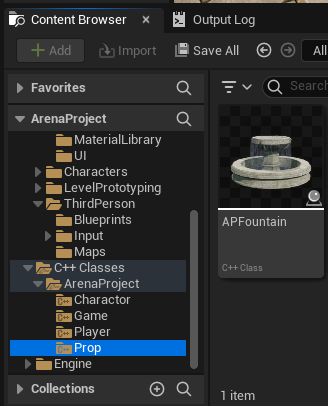 Content Browser
Output Log
Add
Import
Save All
All
Favorites
Search
ArenaProject
MaterialLibrary
UI
Characters
LevelPrototyping
ThirdPerson
Blueprints
Input
Maps
C++ Classes
ArenaProject
Charactor
Game
Player
Prop
Engine
APFountain
C++ Class
Collections
1 item